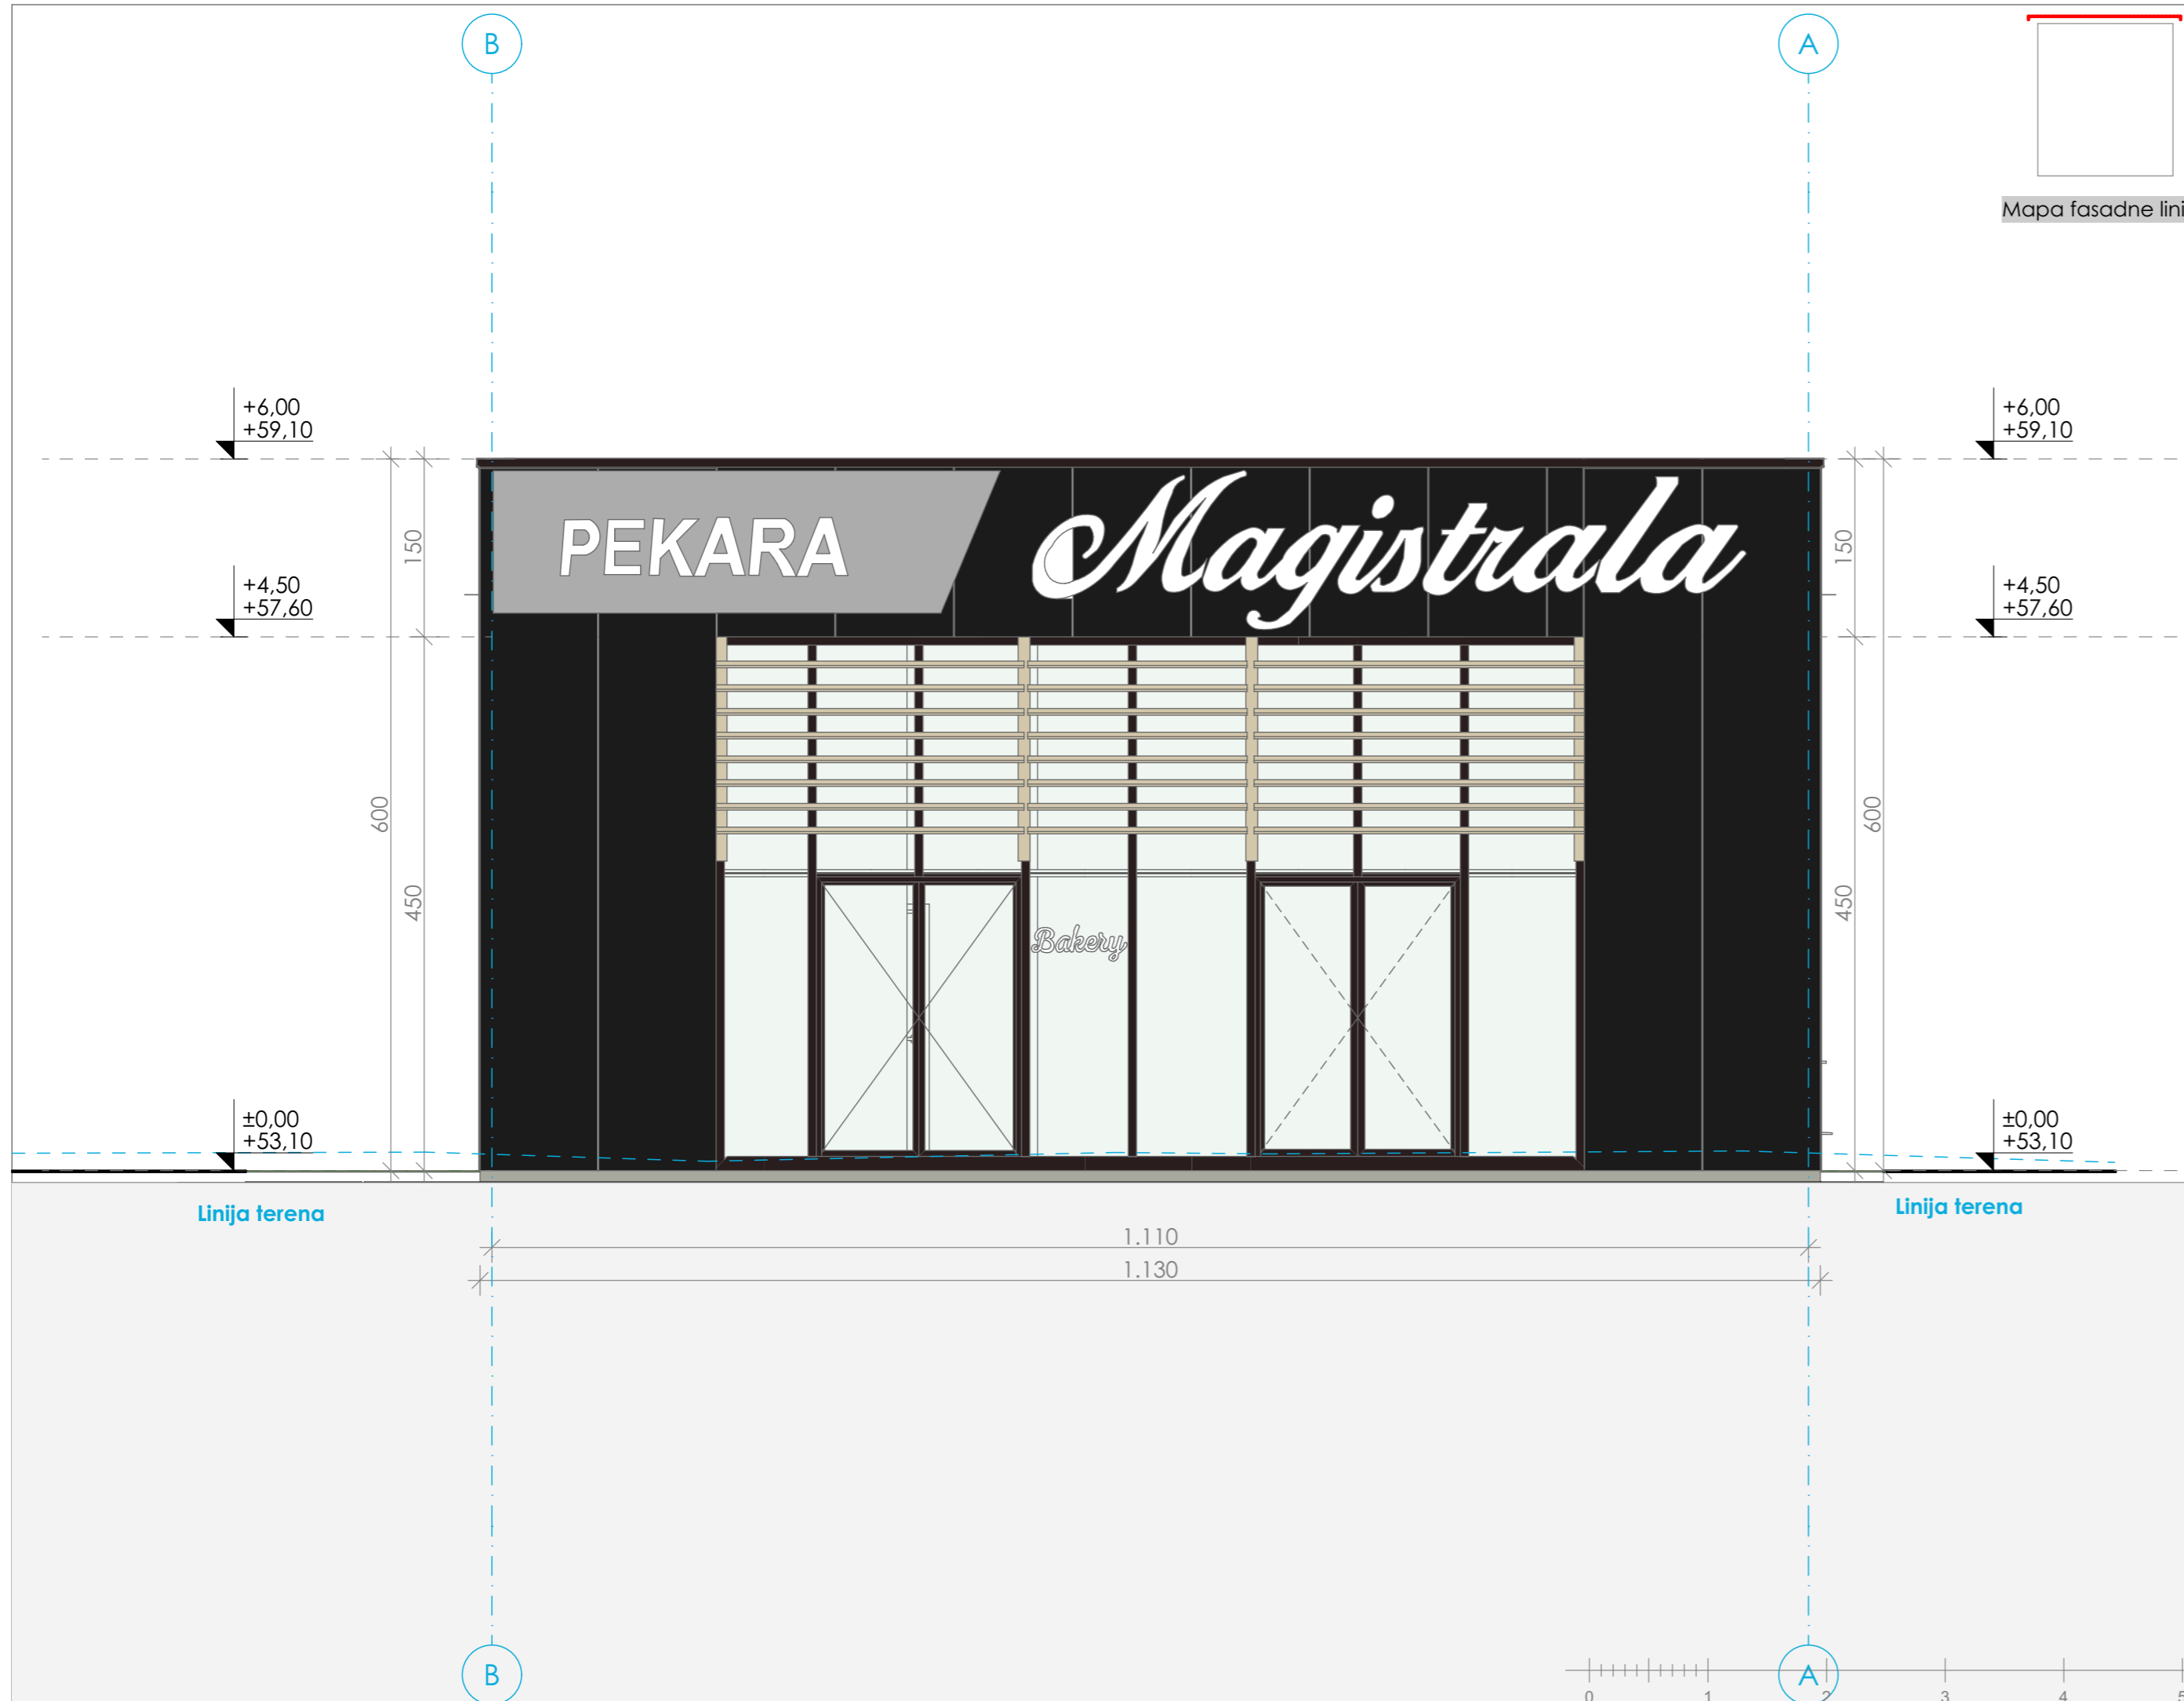 B
A
Mapa fasadne lini
+6,00
+59,10
+6,00
+59,10
PEKARA
Magistrala
150
150
+4,50
+57,60
+4,50
+57,60
600
600
450
450
Bakery
±0,00
+53,10
±0,00
+53,10
Linija terena
Linija terena
1.110
1.130
B
A
0 1 2 3 4 5